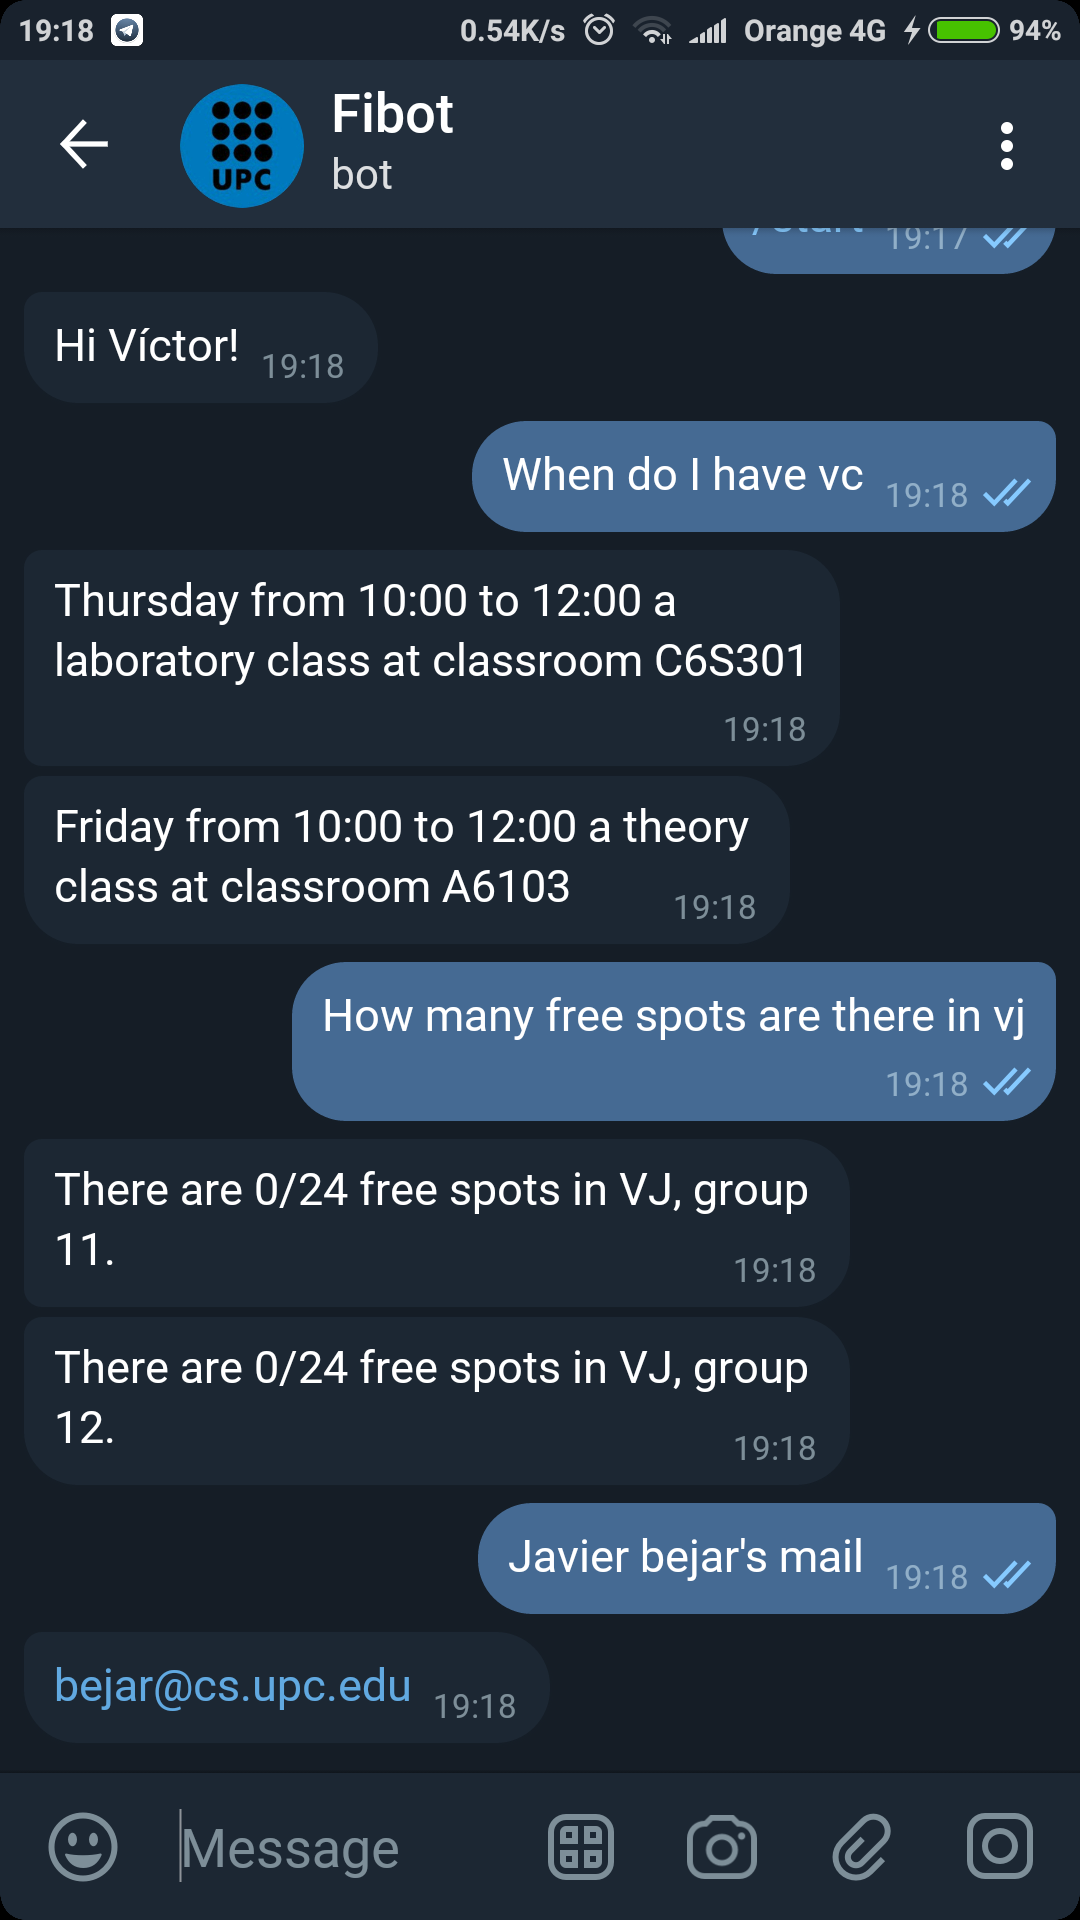 19:18 0.54K/s Orange 4G 94%
UPC
Fibot
bot
/start 19:17
Hi Víctor! 19:18
When do I have vc 19:18
Thursday from 10:00 to 12:00 a
laboratory class at classroom C6S301
19:18
Friday from 10:00 to 12:00 a theory
class at classroom A6103 19:18
How many free spots are there in vj
19:18
There are 0/24 free spots in VJ, group
11. 19:18
There are 0/24 free spots in VJ, group
12. 19:18
Javier bejar's mail 19:18
bejar@cs.upc.edu 19:18
Message